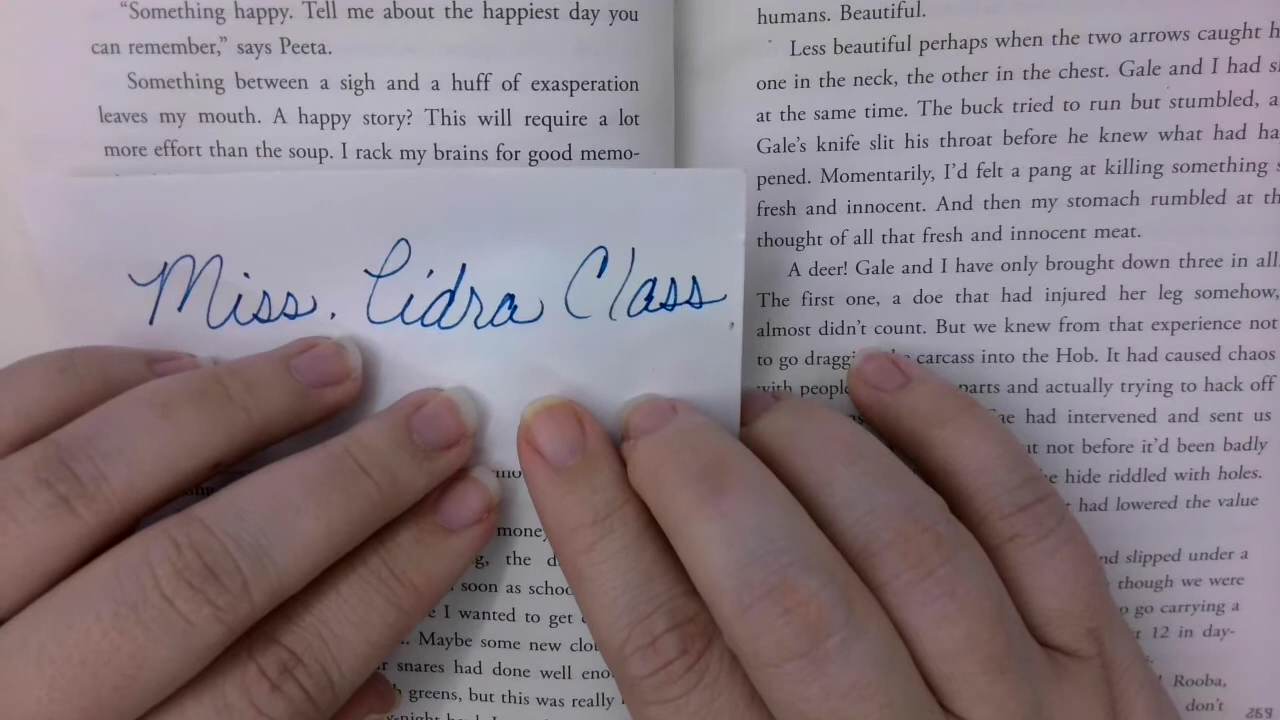 “Something happy. Tell me about the happiest day you
can remember,” says Peeta.
Something between a sigh and a huff of exasperation
leaves my mouth. A happy story? This will require a lot
more effort than the soup. I rack my brains for good memo-
Miss. Lidra Class
money
the
soon as
I wanted to get
Maybe some new
snares had done well
greens, but this was really
humans. Beautiful.
Less beautiful perhaps when the two arrows caught
one in the neck, the other in the chest. Gale and I had
at the same time. The buck tried to run but stumbled,
Gale’s knife slit his throat before he knew what had
pened. Momentarily, I’d felt a pang at killing something
fresh and innocent. And then my stomach rumbled at
thought of all that fresh and innocent meat.
A deer! Gale and I have only brought down three in all.
The first one, a doe that had injured her leg somehow,
almost didn’t count. But we knew from that experience not
to go carcass into the Hob. It had caused chaos
with people parts and actually trying to hack off
had intervened and sent us
not before it’d been badly
hide riddled with holes.
had lowered the value
slipped under a
though we were
go carrying a
12 in day-
Rooba,
don’t
269